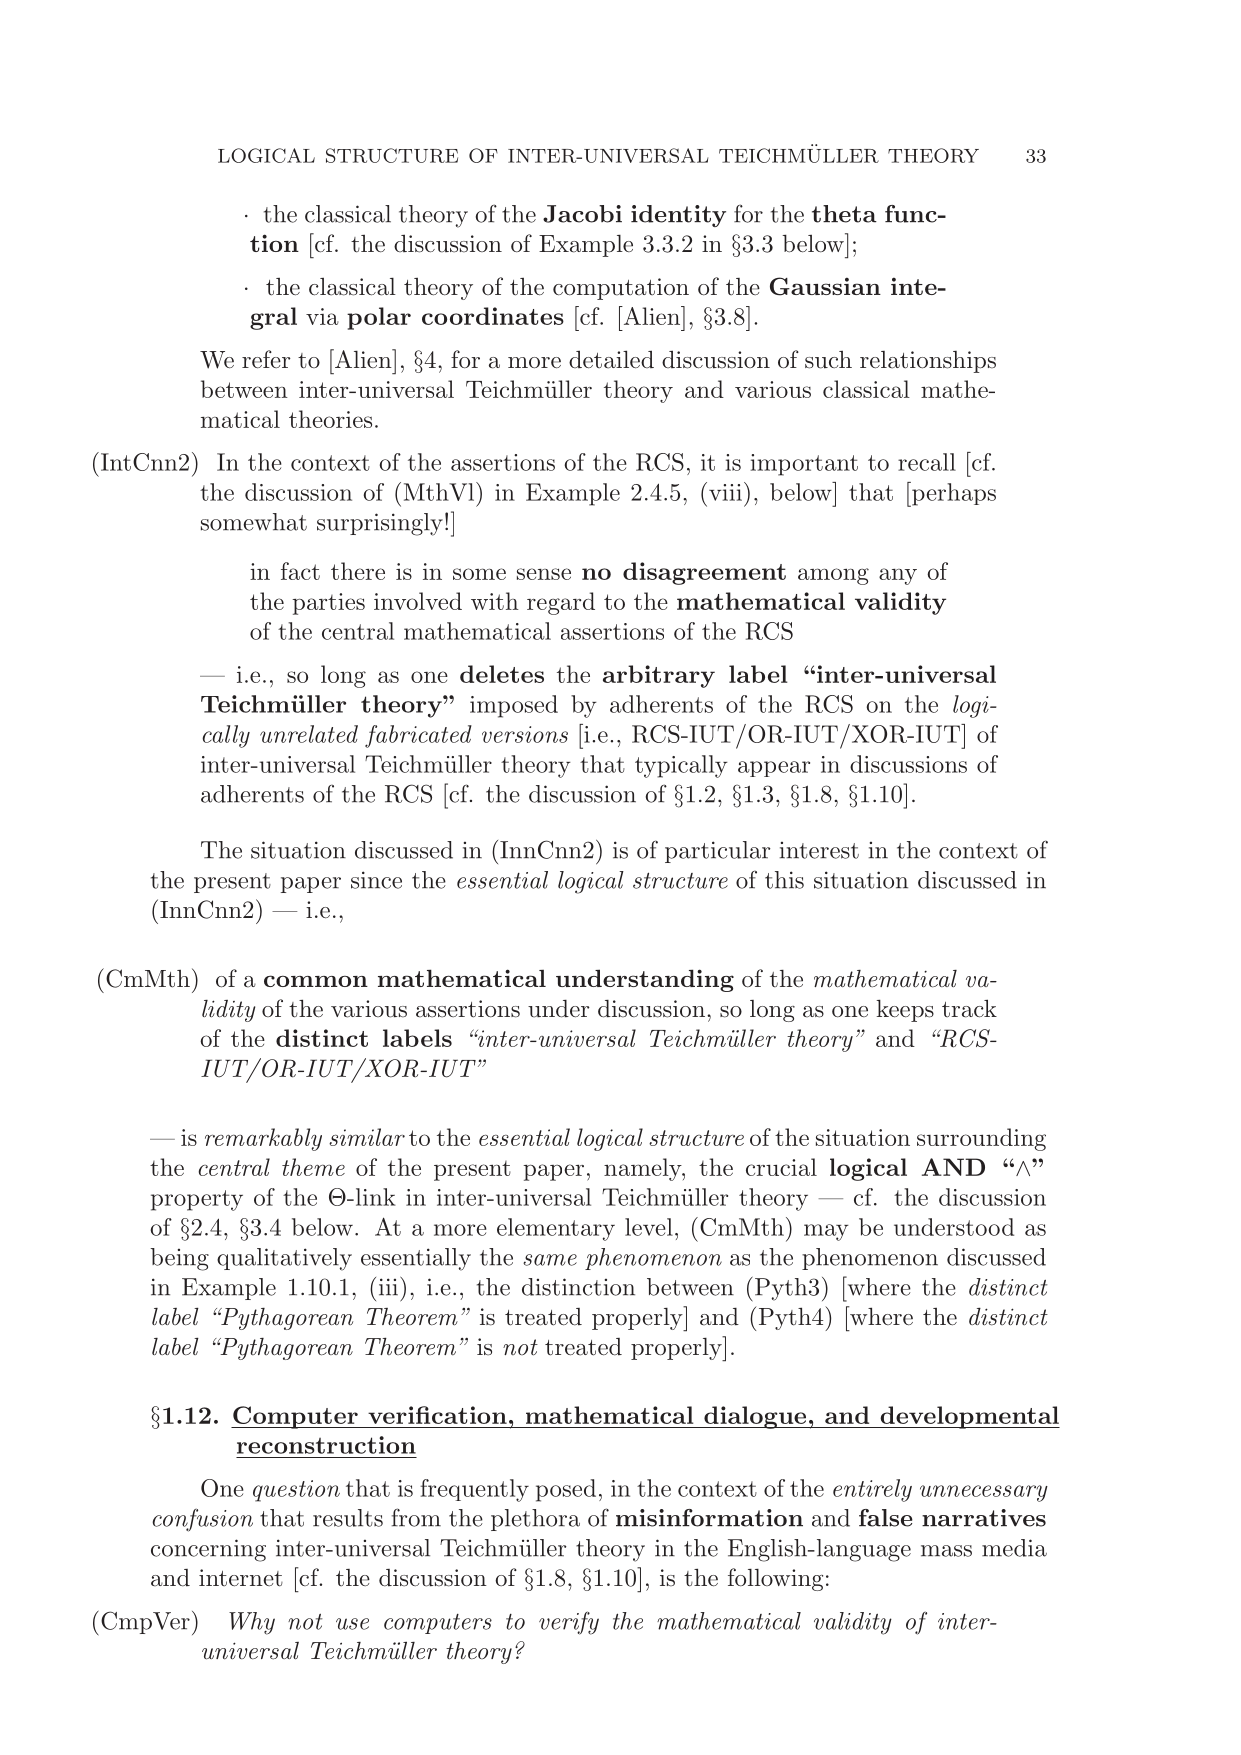 LOGICAL STRUCTURE OF INTER-UNIVERSAL TEICHMÜLLER THEORY 33
· the classical theory of the Jacobi identity for the theta func-
tion [cf. the discussion of Example 3.3.2 in §3.3 below];
· the classical theory of the computation of the Gaussian inte-
gral via polar coordinates [cf. [Alien], §3.8].
We refer to [Alien], §4, for a more detailed discussion of such relationships
between inter-universal Teichmüller theory and various classical mathe-
matical theories.
(IntCnn2) In the context of the assertions of the RCS, it is important to recall [cf.
the discussion of (MthVl) in Example 2.4.5, (viii), below] that [perhaps
somewhat surprisingly!]
in fact there is in some sense no disagreement among any of
the parties involved with regard to the mathematical validity
of the central mathematical assertions of the RCS
— i.e., so long as one deletes the arbitrary label “inter-universal
Teichmüller theory” imposed by adherents of the RCS on the logi-
cally unrelated fabricated versions [i.e., RCS-IUT/OR-IUT/XOR-IUT] of
inter-universal Teichmüller theory that typically appear in discussions of
adherents of the RCS [cf. the discussion of §1.2, §1.3, §1.8, §1.10].
The situation discussed in (InnCnn2) is of particular interest in the context of
the present paper since the essential logical structure of this situation discussed in
(InnCnn2) — i.e.,
(CmMth) of a common mathematical understanding of the mathematical va-
lidity of the various assertions under discussion, so long as one keeps track
of the distinct labels “inter-universal Teichmüller theory” and “RCS-
IUT/OR-IUT/XOR-IUT”
— is remarkably similar to the essential logical structure of the situation surrounding
the central theme of the present paper, namely, the crucial logical AND “∧”
property of the Θ-link in inter-universal Teichmüller theory — cf. the discussion
of §2.4, §3.4 below. At a more elementary level, (CmMth) may be understood as
being qualitatively essentially the same phenomenon as the phenomenon discussed
in Example 1.10.1, (iii), i.e., the distinction between (Pyth3) [where the distinct
label “Pythagorean Theorem” is treated properly] and (Pyth4) [where the distinct
label “Pythagorean Theorem” is not treated properly].
§1.12. Computer verification, mathematical dialogue, and developmental
reconstruction
One question that is frequently posed, in the context of the entirely unnecessary
confusion that results from the plethora of misinformation and false narratives
concerning inter-universal Teichmüller theory in the English-language mass media
and internet [cf. the discussion of §1.8, §1.10], is the following:
(CmpVer) Why not use computers to verify the mathematical validity of inter-
universal Teichmüller theory?